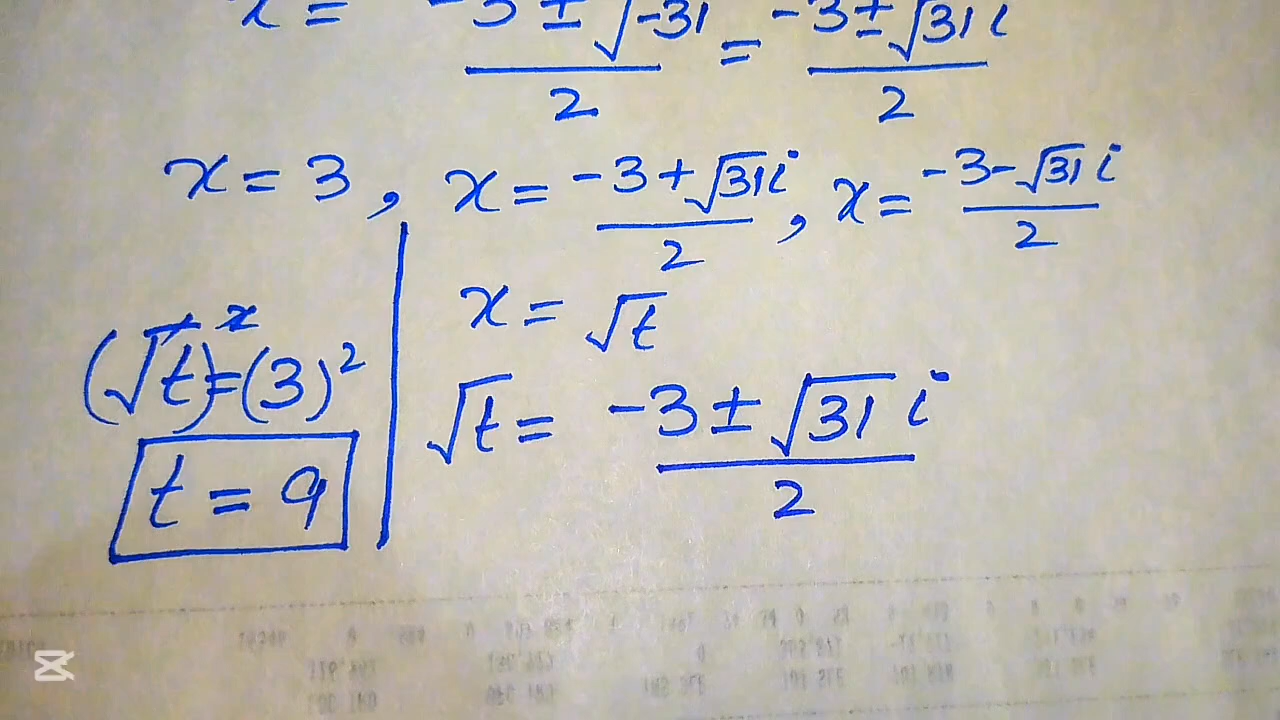 x = -3 ± √-31 / 2 = -3 ± √31 i / 2
x = 3 , x = -3 + √31 i / 2 , x = -3 - √31 i / 2
x = √t
(√t)² = (3)²
√t = -3 ± √31 i / 2
t = 9